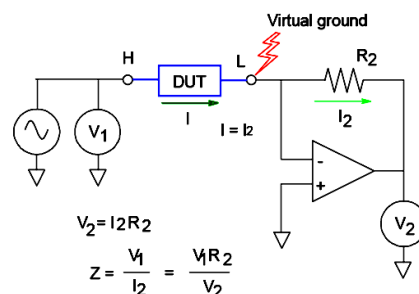 Virtual ground
H
L
R2
DUT
V1
I
I = I2
I2
-
+
V2
V2 = I2R2
Z = V1 / I2 = V1R2 / V2